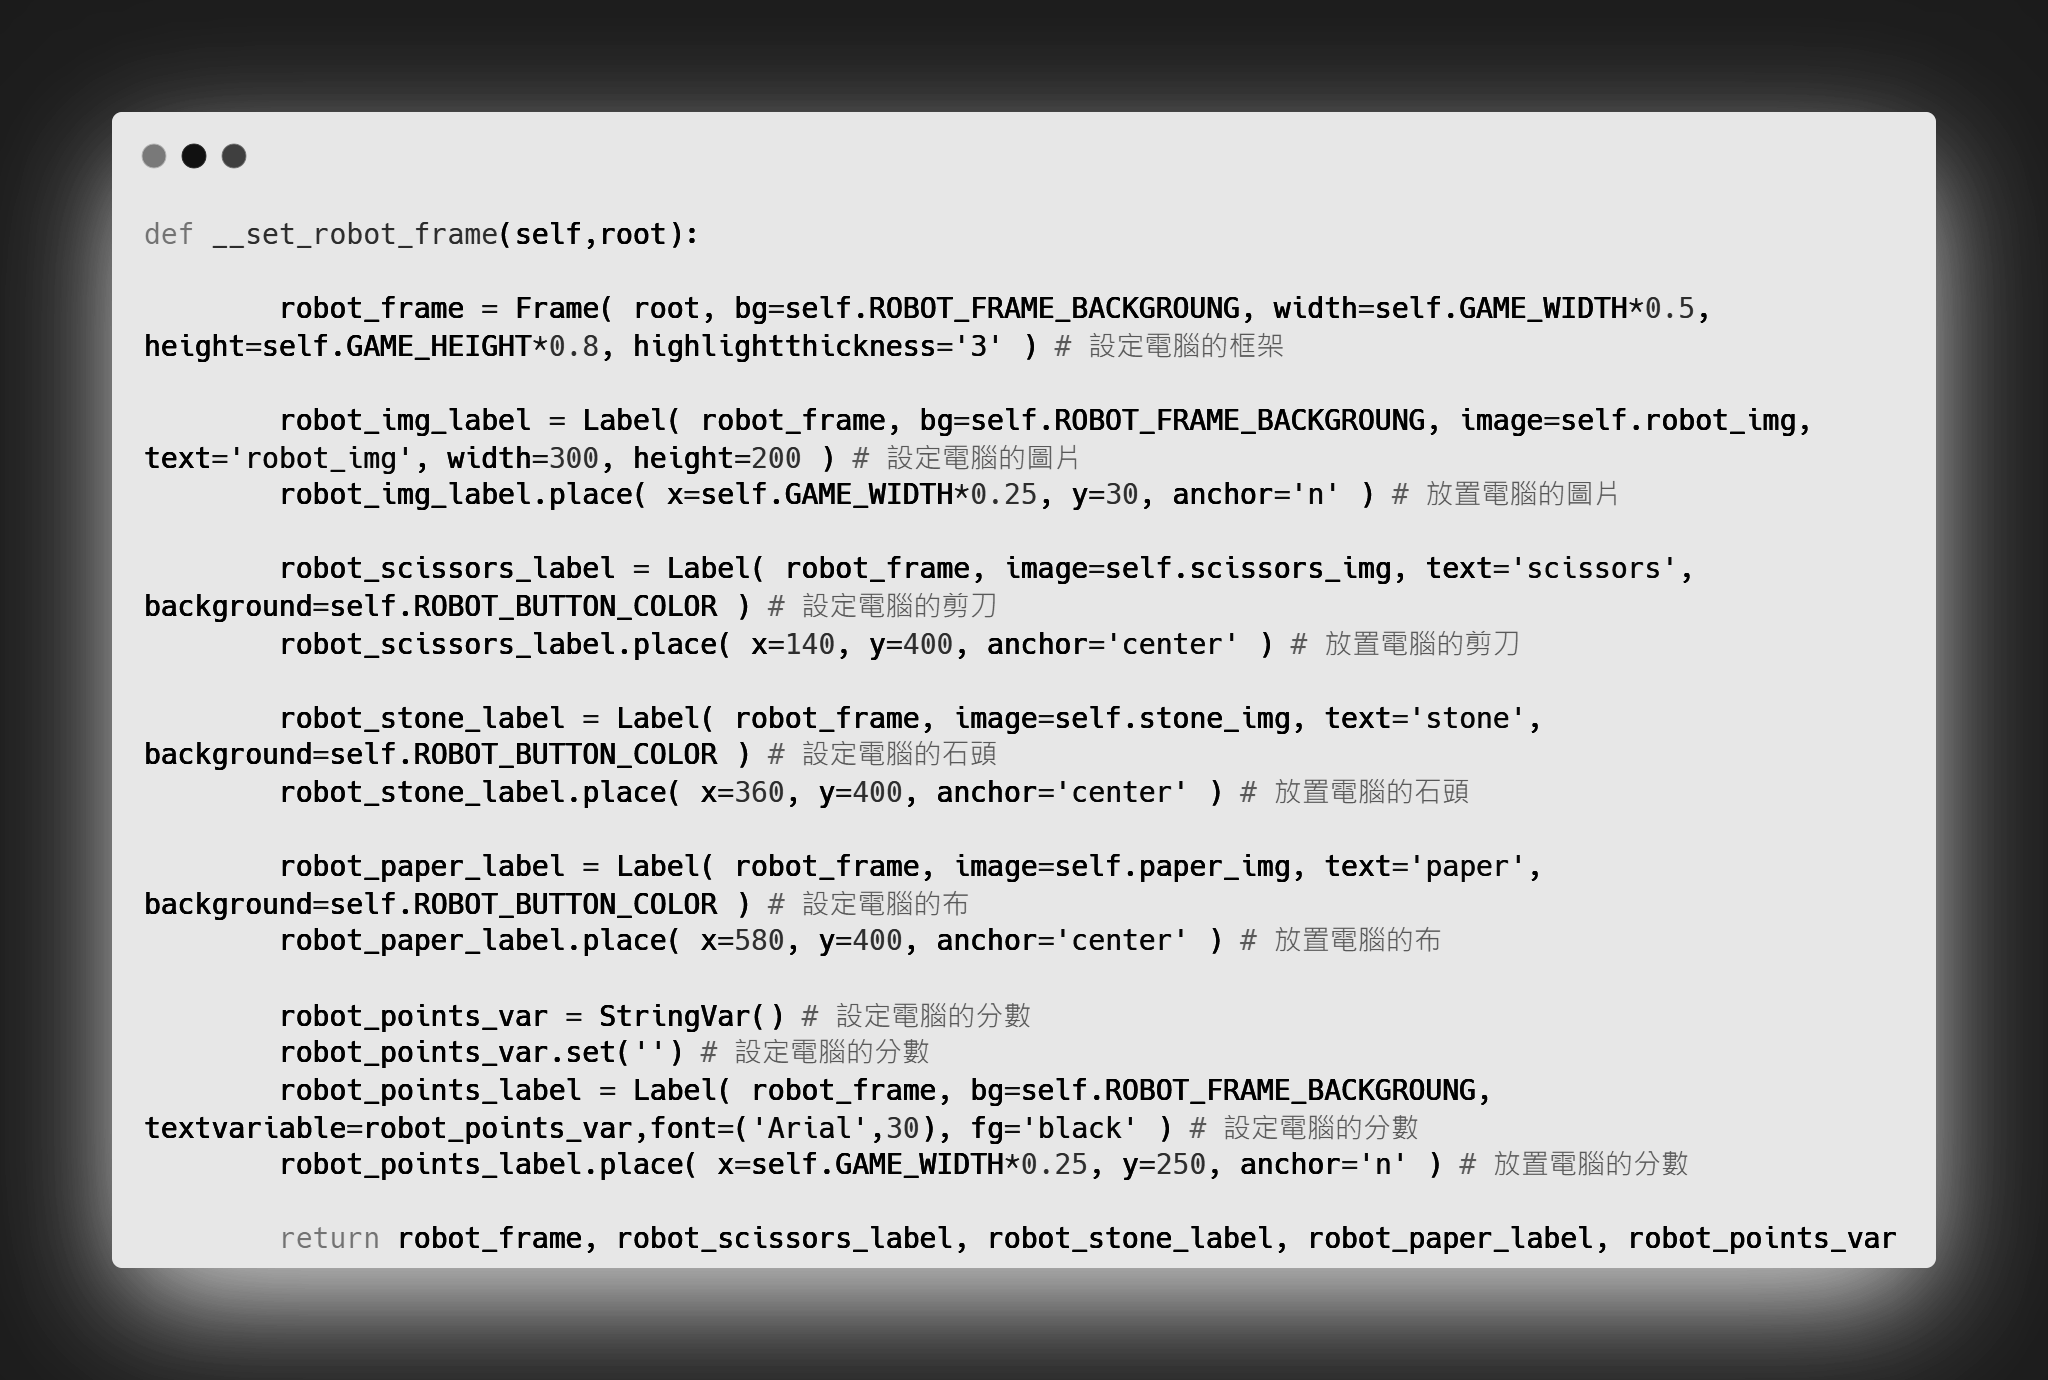 def __set_robot_frame(self,root):
robot_frame = Frame( root, bg=self.ROBOT_FRAME_BACKGROUNG, width=self.GAME_WIDTH*0.5,
height=self.GAME_HEIGHT*0.8, highlightthickness='3' ) # 設定電腦的框架
robot_img_label = Label( robot_frame, bg=self.ROBOT_FRAME_BACKGROUNG, image=self.robot_img,
text='robot_img', width=300, height=200 ) # 設定電腦的圖片
robot_img_label.place( x=self.GAME_WIDTH*0.25, y=30, anchor='n' ) # 放置電腦的圖片
robot_scissors_label = Label( robot_frame, image=self.scissors_img, text='scissors',
background=self.ROBOT_BUTTON_COLOR ) # 設定電腦的剪刀
robot_scissors_label.place( x=140, y=400, anchor='center' ) # 放置電腦的剪刀
robot_stone_label = Label( robot_frame, image=self.stone_img, text='stone',
background=self.ROBOT_BUTTON_COLOR ) # 設定電腦的石頭
robot_stone_label.place( x=360, y=400, anchor='center' ) # 放置電腦的石頭
robot_paper_label = Label( robot_frame, image=self.paper_img, text='paper',
background=self.ROBOT_BUTTON_COLOR ) # 設定電腦的布
robot_paper_label.place( x=580, y=400, anchor='center' ) # 放置電腦的布
robot_points_var = StringVar() # 設定電腦的分數
robot_points_var.set('') # 設定電腦的分數
robot_points_label = Label( robot_frame, bg=self.ROBOT_FRAME_BACKGROUNG,
textvariable=robot_points_var,font=('Arial',30), fg='black' ) # 設定電腦的分數
robot_points_label.place( x=self.GAME_WIDTH*0.25, y=250, anchor='n' ) # 放置電腦的分數
return robot_frame, robot_scissors_label, robot_stone_label, robot_paper_label, robot_points_var